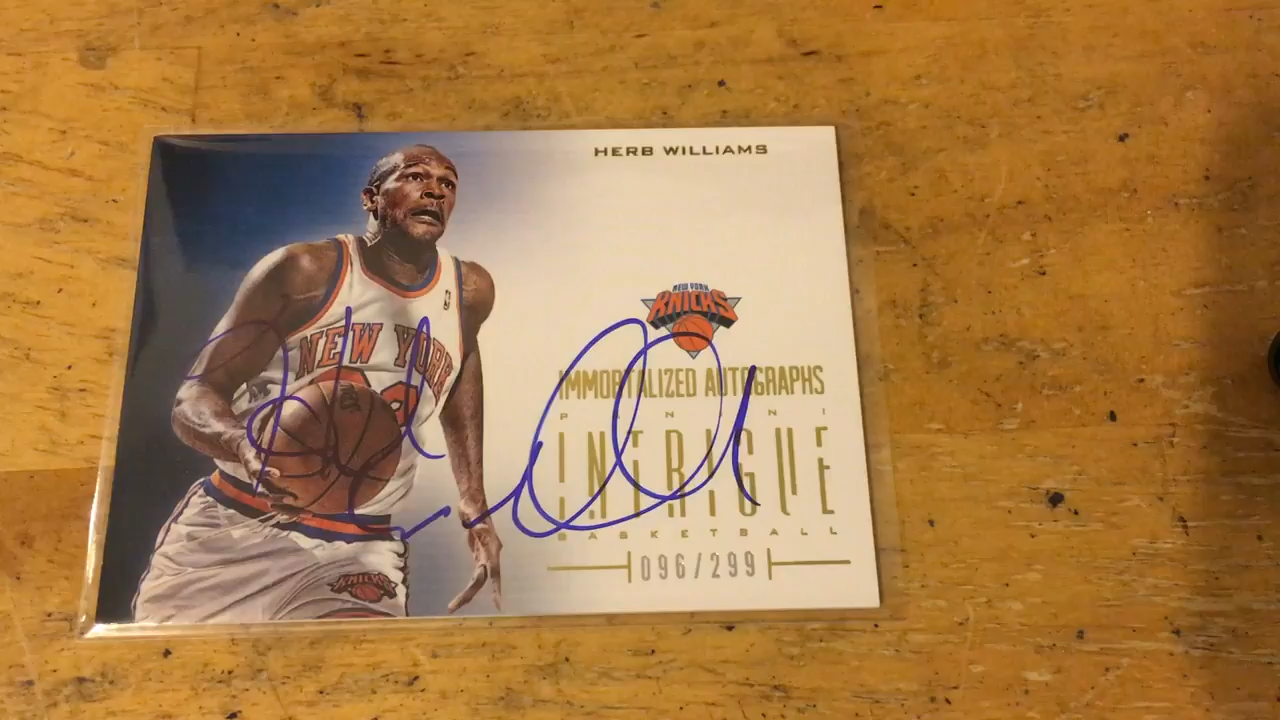 HERB WILLIAMS
NEW YORK
KNICKS
NEW YORK
IMMORTALIZED AUTOGRAPHS
PANINI
INTRIGUE
BASKETBALL
096/299
KNICKS